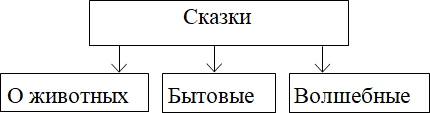 Сказки
О животных
Бытовые
Волшебные